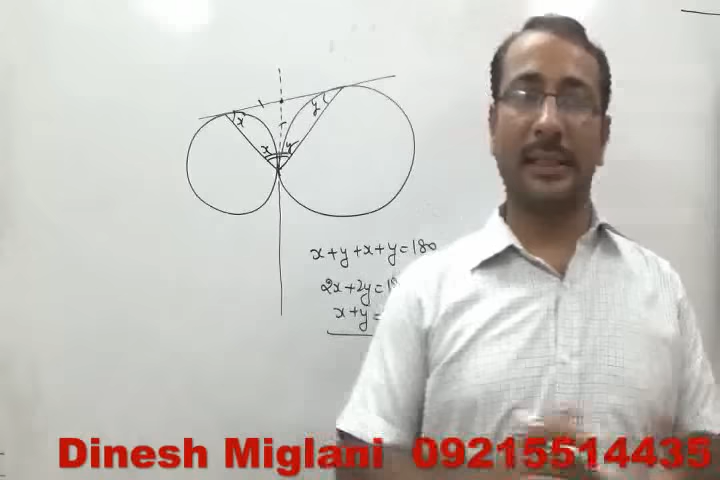 x y
x y
x+y+x+y=180
2x+2y=
x+y=
Dinesh Miglani 09215514435